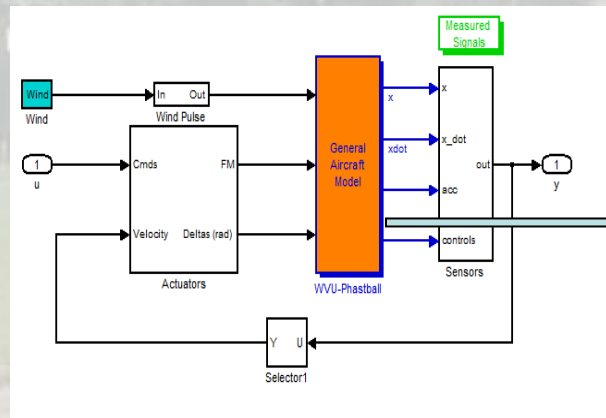 Measured
Signals
Wind
Wind
In Out
Wind Pulse
1
u
Cmds
FM
Velocity
Deltas (rad)
Actuators
General
Aircraft
Model
WVU-Phastball
x
xdot
x
x_dot
acc
out
controls
Sensors
1
y
Y U
Selector1